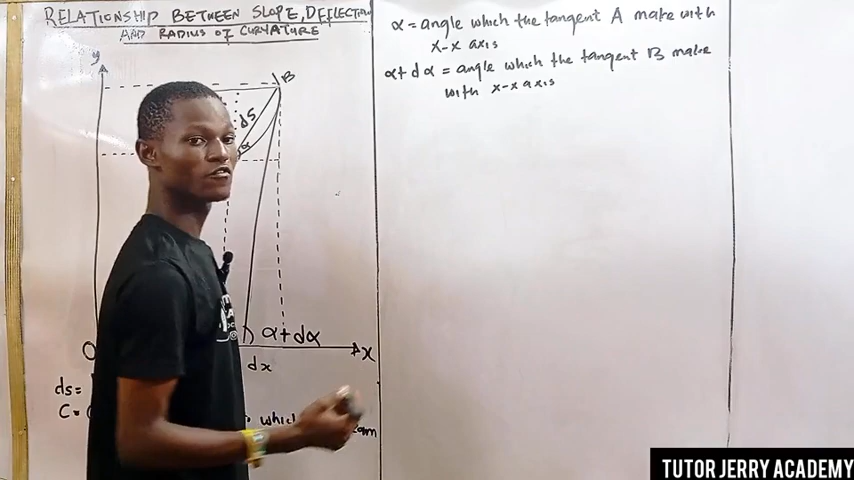 RELATIONSHIP BETWEEN SLOPE, DEFLECTION
AND RADIUS OF CURVATURE
y
B
ds
α
α+dα
X
dx
ds=
C=
which
α = angle which the tangent A make with
x-x axis
α+dα = angle which the tangent B make
with x-x axis
TUTOR JERRY ACADEMY